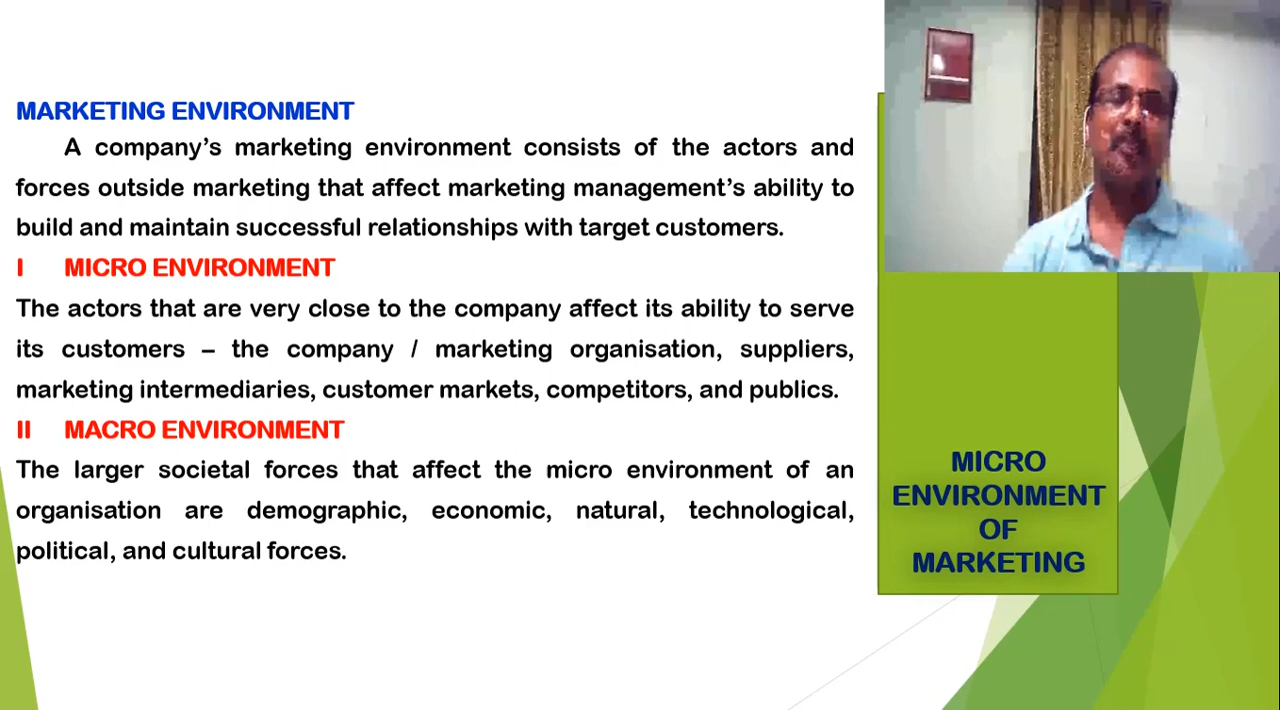 MARKETING ENVIRONMENT
A company’s marketing environment consists of the actors and
forces outside marketing that affect marketing management’s ability to
build and maintain successful relationships with target customers.
I MICRO ENVIRONMENT
The actors that are very close to the company affect its ability to serve
its customers – the company / marketing organisation, suppliers,
marketing intermediaries, customer markets, competitors, and publics.
II MACRO ENVIRONMENT
The larger societal forces that affect the micro environment of an
organisation are demographic, economic, natural, technological,
political, and cultural forces.
MICRO
ENVIRONMENT
OF
MARKETING